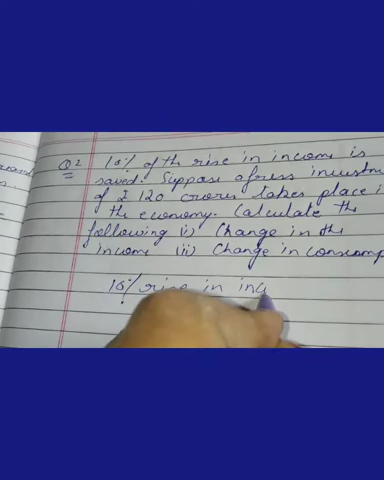 Q2 10% of the rise in income is
saved. Suppose a fress
of ₹ 120 crores takes place
the economy. Calculate the
following i) Change in the
income ii) Change in
10% rise in